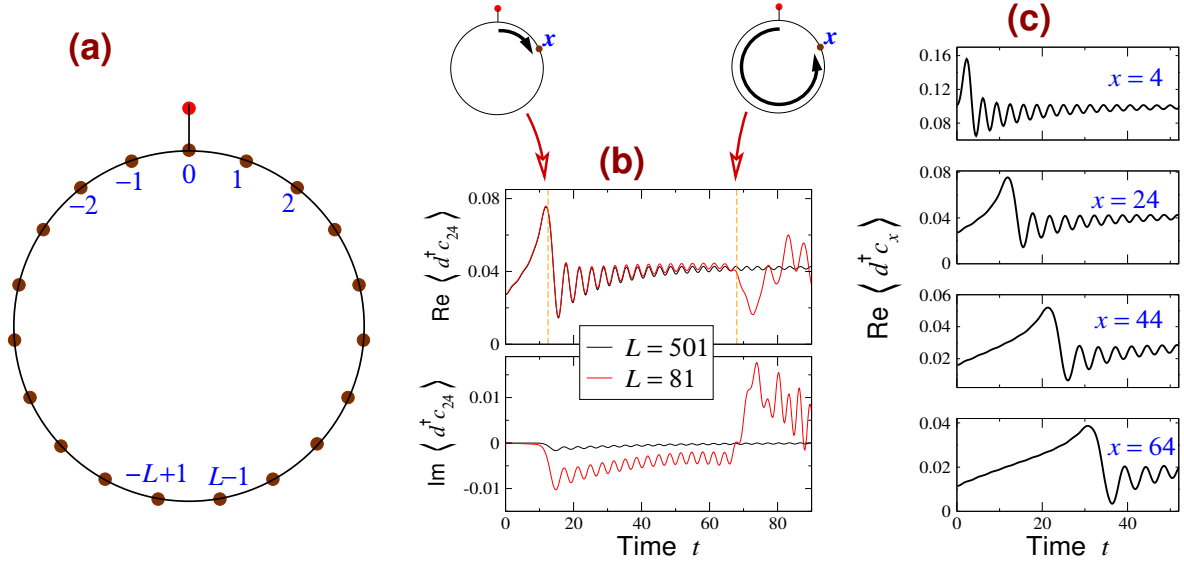 (a)
0
−1
1
−2
2
−L+1
L−1
x
x
(b)
Re ⟨ d† c24 ⟩
0.08
0.04
0
L = 501
L = 81
Im ⟨ d† c24 ⟩
0.01
0
-0.01
0
20
40
60
80
Time t
(c)
Re ⟨ d† cx ⟩
0.16
0.12
0.08
x = 4
0.08
0.04
0
x = 24
0.06
0.04
0.02
0
x = 44
0.04
0.02
0
x = 64
0
20
40
Time t